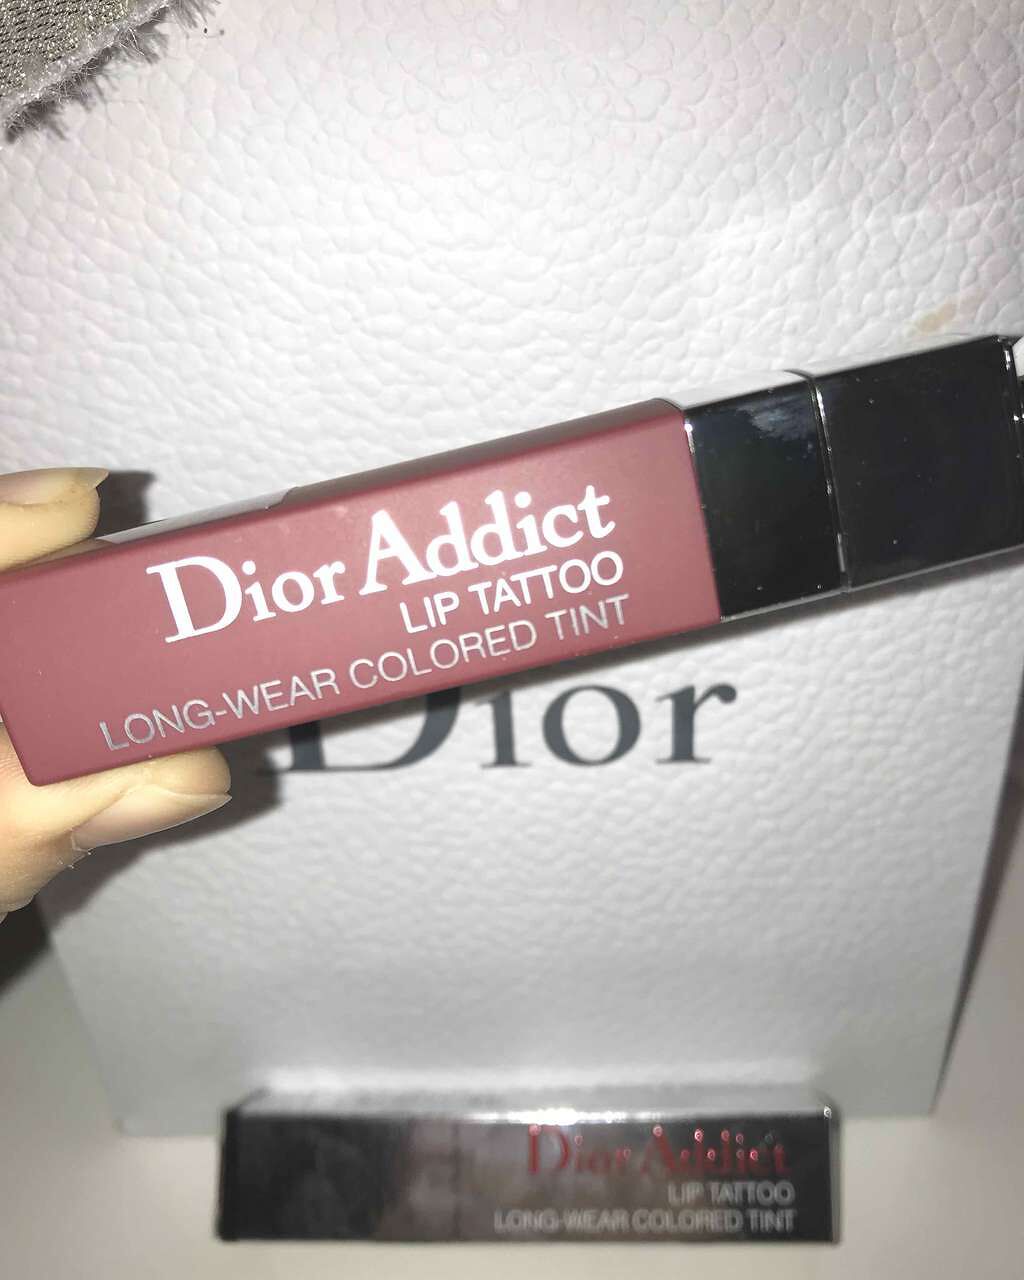 Dior Addict
LIP TATTOO
LONG-WEAR COLORED TINT
Dior
Dior Addict
LIP TATTOO
LONG-WEAR COLORED TINT